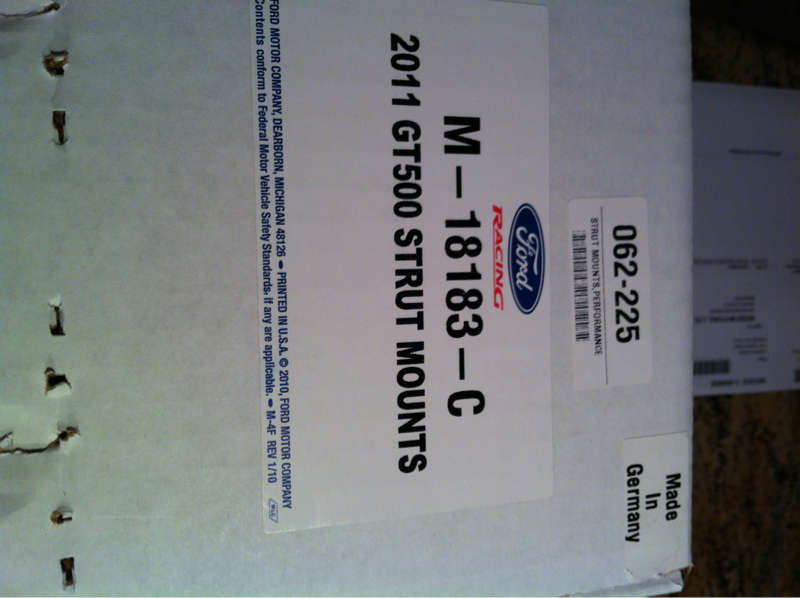 062-225
STRUT MOUNTS,PERFORMANCE
Made
In
Germany
Ford
RACING
M-18183-C
2011 GT500 STRUT MOUNTS
FORD MOTOR COMPANY, DEARBORN, MICHIGAN 48126 • PRINTED IN U.S.A. © 2010, FORD MOTOR COMPANY
Contents conform to Federal Motor Vehicle Safety Standards, if any are applicable. • M-4F REV 1/10